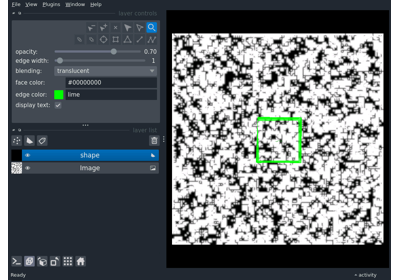 File View Plugins Window Help
layer controls
opacity: 0.70
edge width: 1
blending: translucent
face color: #00000000
edge color: lime
display text:
layer list
shape
Image
Ready
activity